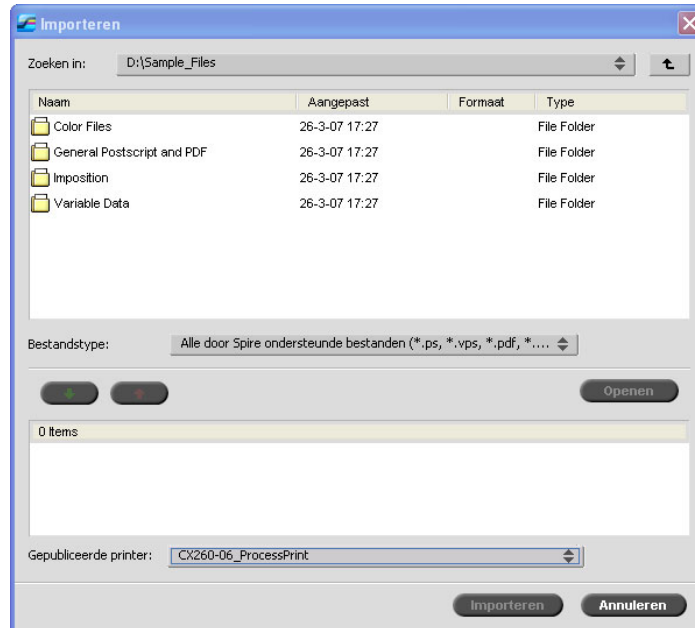 Importeren
Zoeken in: D:\Sample_Files
Naam Aangepast Formaat Type
Color Files 26-3-07 17:27 File Folder
General Postscript and PDF 26-3-07 17:27 File Folder
Imposition 26-3-07 17:27 File Folder
Variable Data 26-3-07 17:27 File Folder
Bestandstype: Alle door Spire ondersteunde bestanden (*.ps, *.vps, *.pdf, *....
Openen
0 Items
Gepubliceerde printer: CX260-06_ProcessPrint
Importeren Annuleren